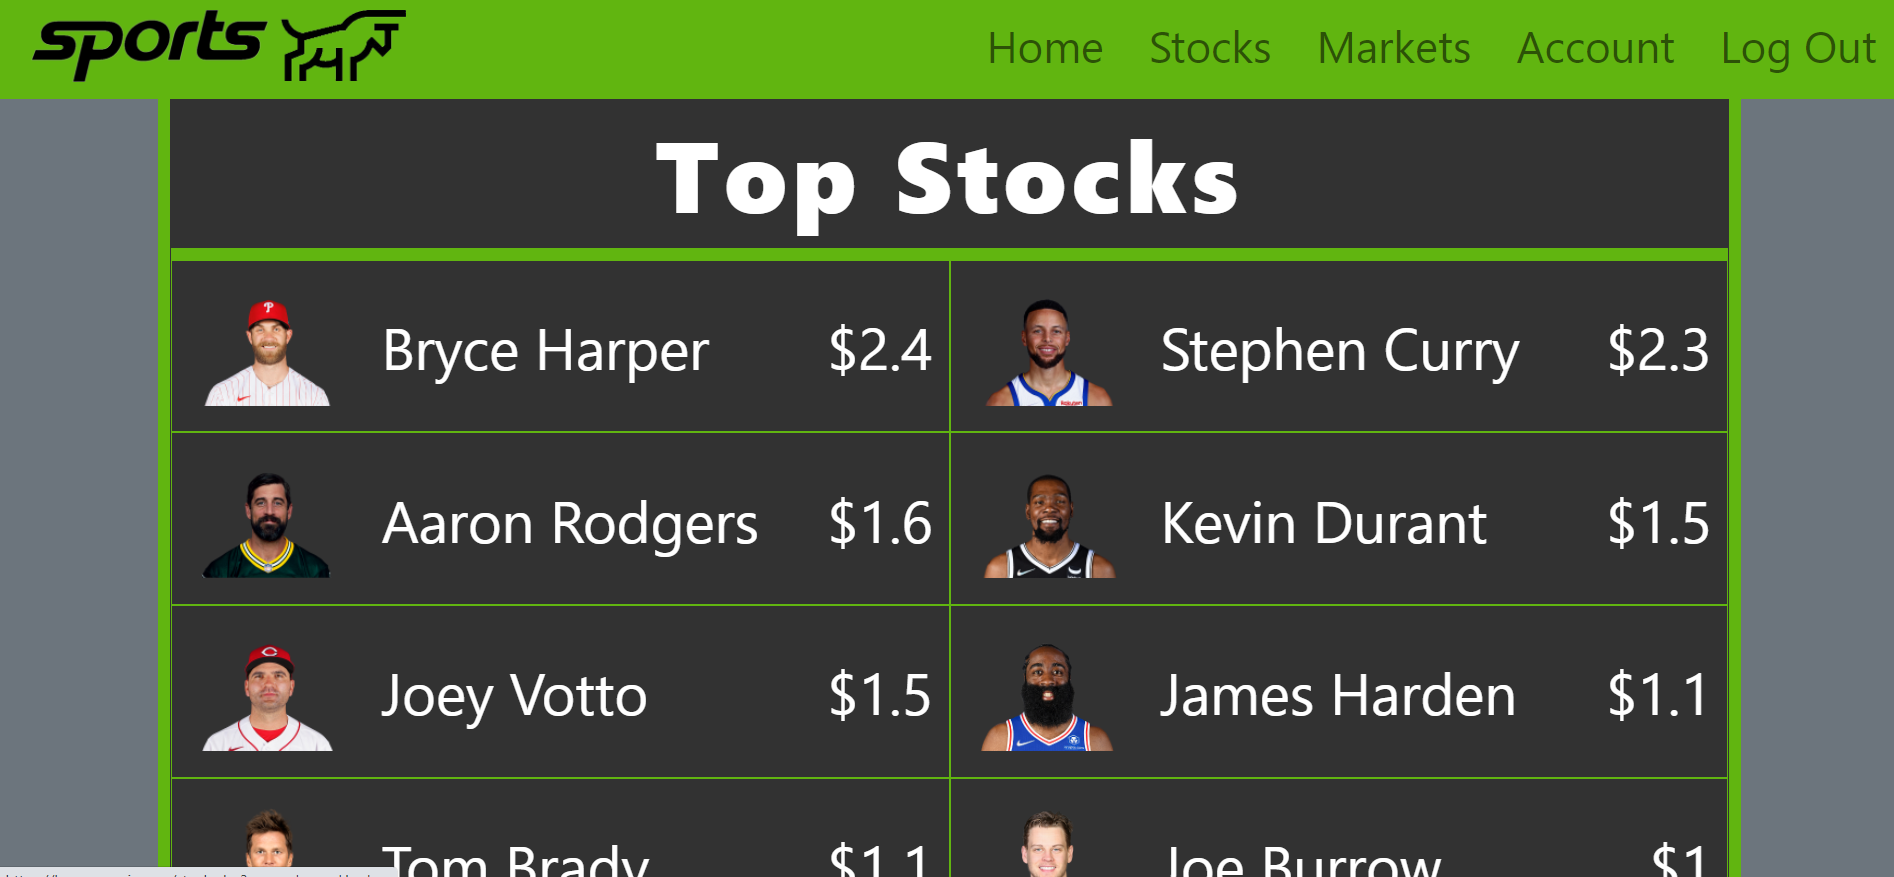 sports
Home Stocks Markets Account Log Out
Top Stocks
Bryce Harper $2.4 Stephen Curry $2.3
Aaron Rodgers $1.6 Kevin Durant $1.5
Joey Votto $1.5 James Harden $1.1
Tom Brady $1.1 Joe Burrow $1